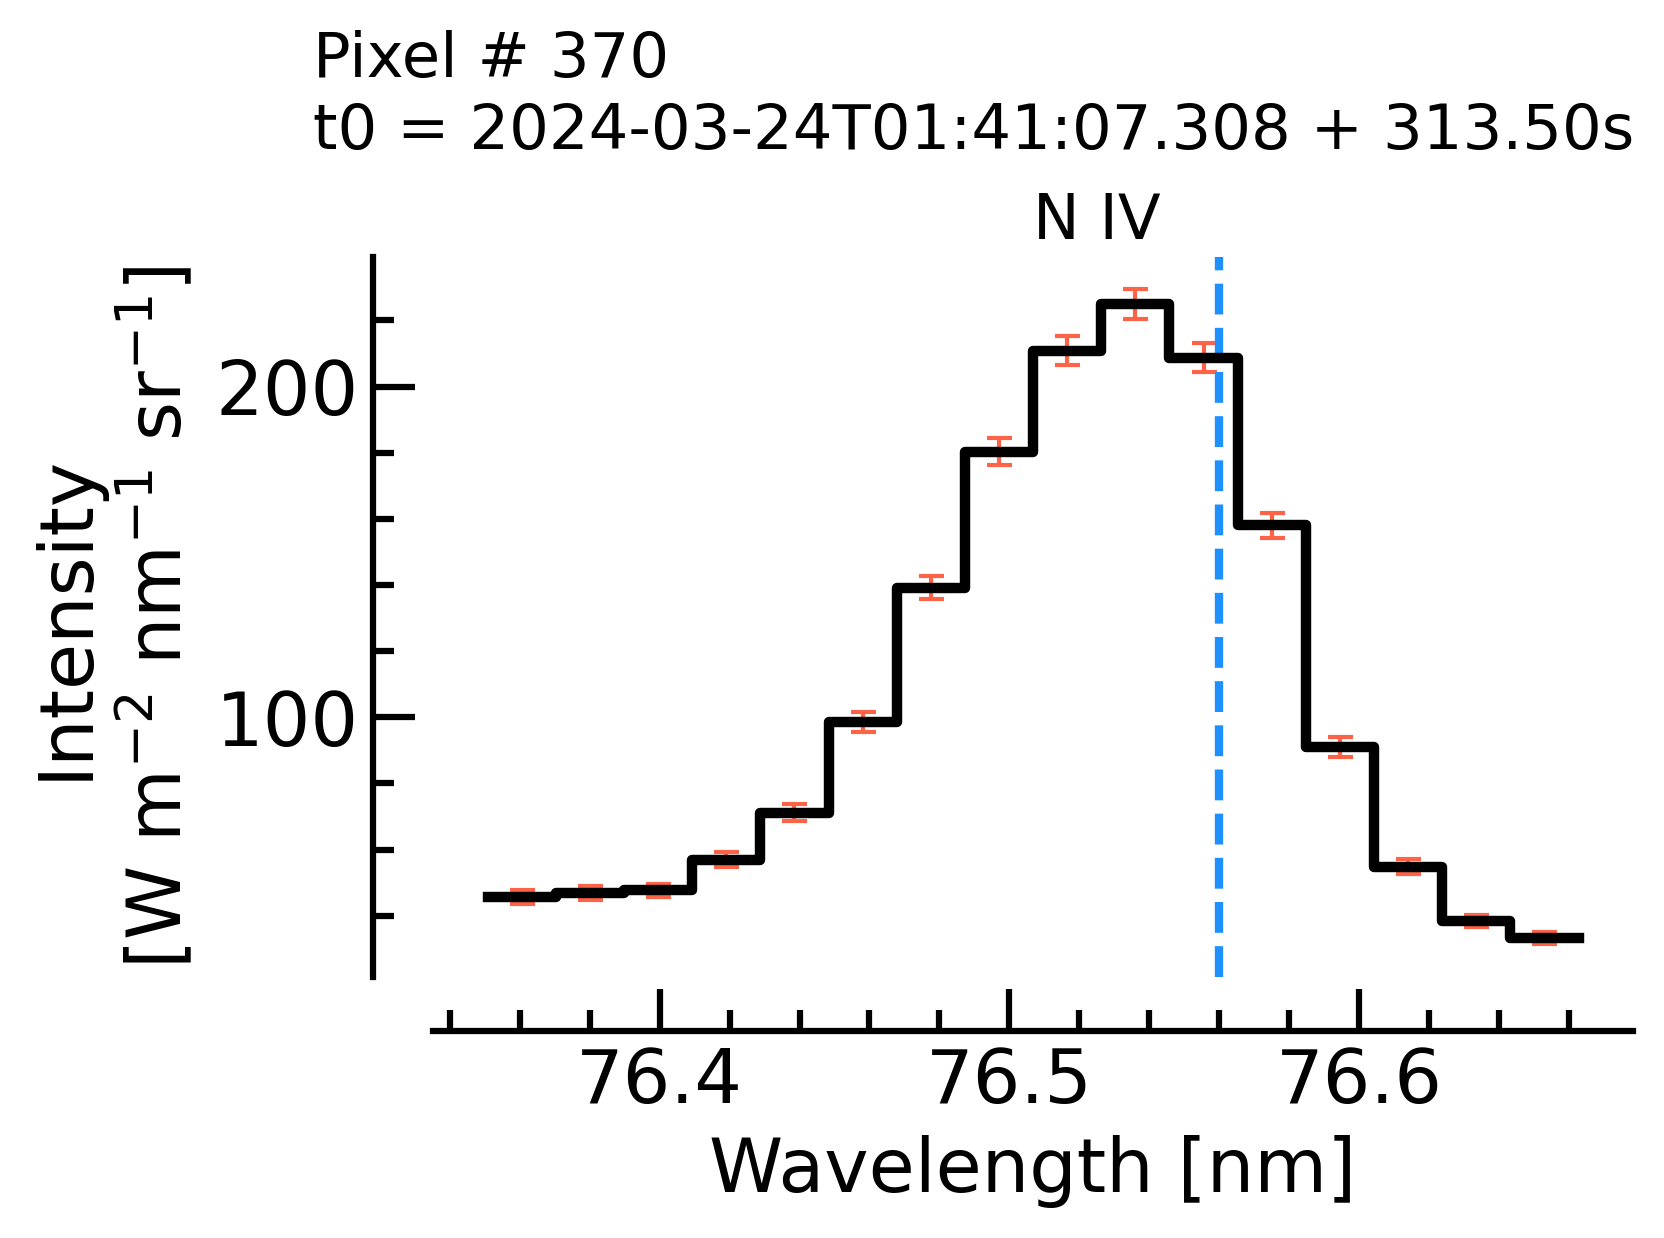 Pixel # 370
t0 = 2024-03-24T01:41:07.308 + 313.50s
N IV
Intensity
[W m⁻² nm⁻¹ sr⁻¹]
200
100
76.4 76.5 76.6
Wavelength [nm]